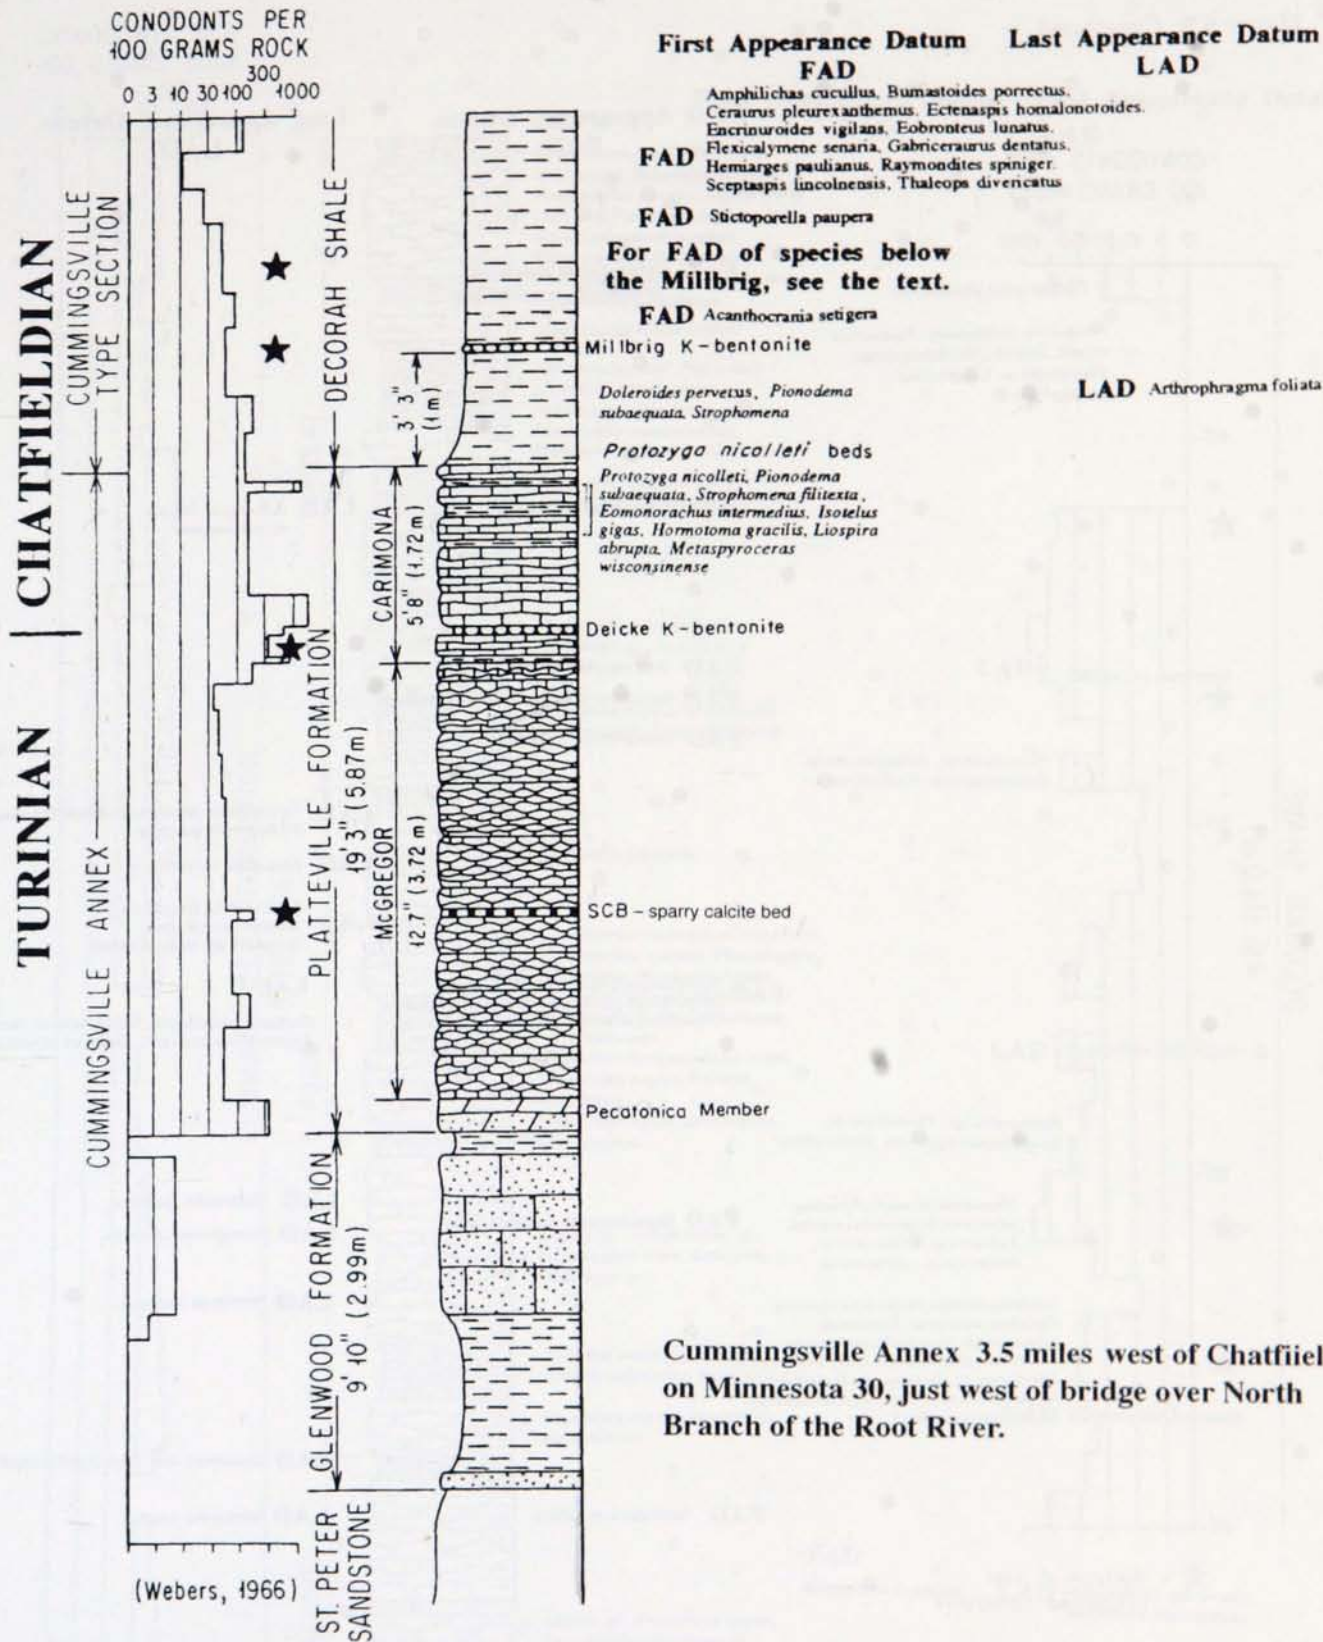 CONODONTS PER
100 GRAMS ROCK
300
0 3 10 30 100 1000
First Appearance Datum
FAD
Last Appearance Datum
LAD
Amphilichas cucullus, Bumastoides porrectus.
Ceraurus pleurexanthemus, Ectenaspis homalonotoides.
Encrinuroides vigilans, Eobronteus lunatus.
FAD Flexicalymene senaria, Gabriceraurus dentatus,
Hemiarges paulianus, Raymondites spiniger.
Sceptaspis lincolnensis, Thaleops divericatus
FAD Stictoporella paupera
For FAD of species below
the Millbrig, see the text.
FAD Acanthocrania setigera
Millbrig K-bentonite
Doleroides pervetus, Pionodema
subaequata, Strophomena
LAD Arthrophragma foliata
Protozyga nicolleti beds
Protozyga nicolleti, Pionodema
subaequata, Strophomena filitexta,
Eomonorachus intermedius, Isotelus
gigas, Hormotoma gracilis, Liospira
abrupta, Metaspyroceras
wisconsinense
Deicke K-bentonite
SCB – sparry calcite bed
Pecatonica Member
CHATFIELDIAN
TURINIAN
CUMMINGSVILLE
TYPE SECTION
CUMMINGSVILLE ANNEX
DECORAH SHALE
3' 3"
(1m)
CARIMONA
5'8" (1.72 m)
PLATTEVILLE FORMATION
19'3" (5.87m)
McGREGOR
12.7" (3.72 m)
GLENWOOD FORMATION
9'10" (2.99m)
ST. PETER
SANDSTONE
Cummingsville Annex 3.5 miles west of Chatfiiel
on Minnesota 30, just west of bridge over North
Branch of the Root River.
(Webers, 1966)